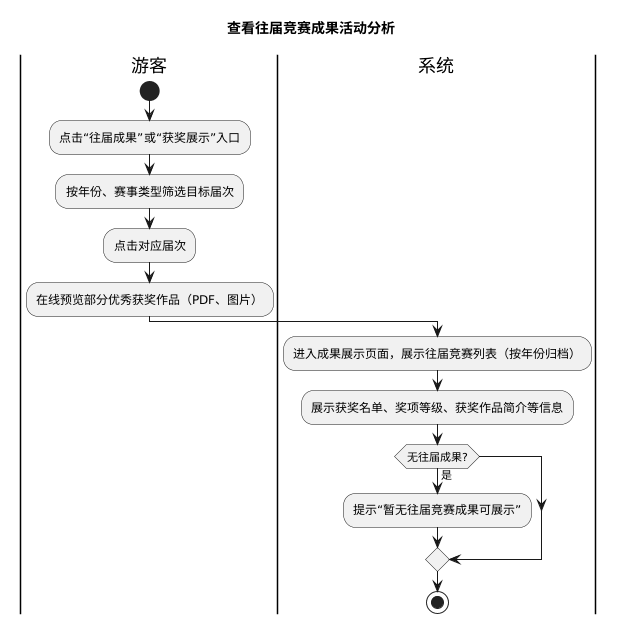 查看往届竞赛成果活动分析
游客
系统
点击“往届成果”或“获奖展示”入口
按年份、赛事类型筛选目标届次
点击对应届次
在线预览部分优秀获奖作品（PDF、图片）
进入成果展示页面，展示往届竞赛列表（按年份归档）
展示获奖名单、奖项等级、获奖作品简介等信息
无往届成果?
是
提示“暂无往届竞赛成果可展示”